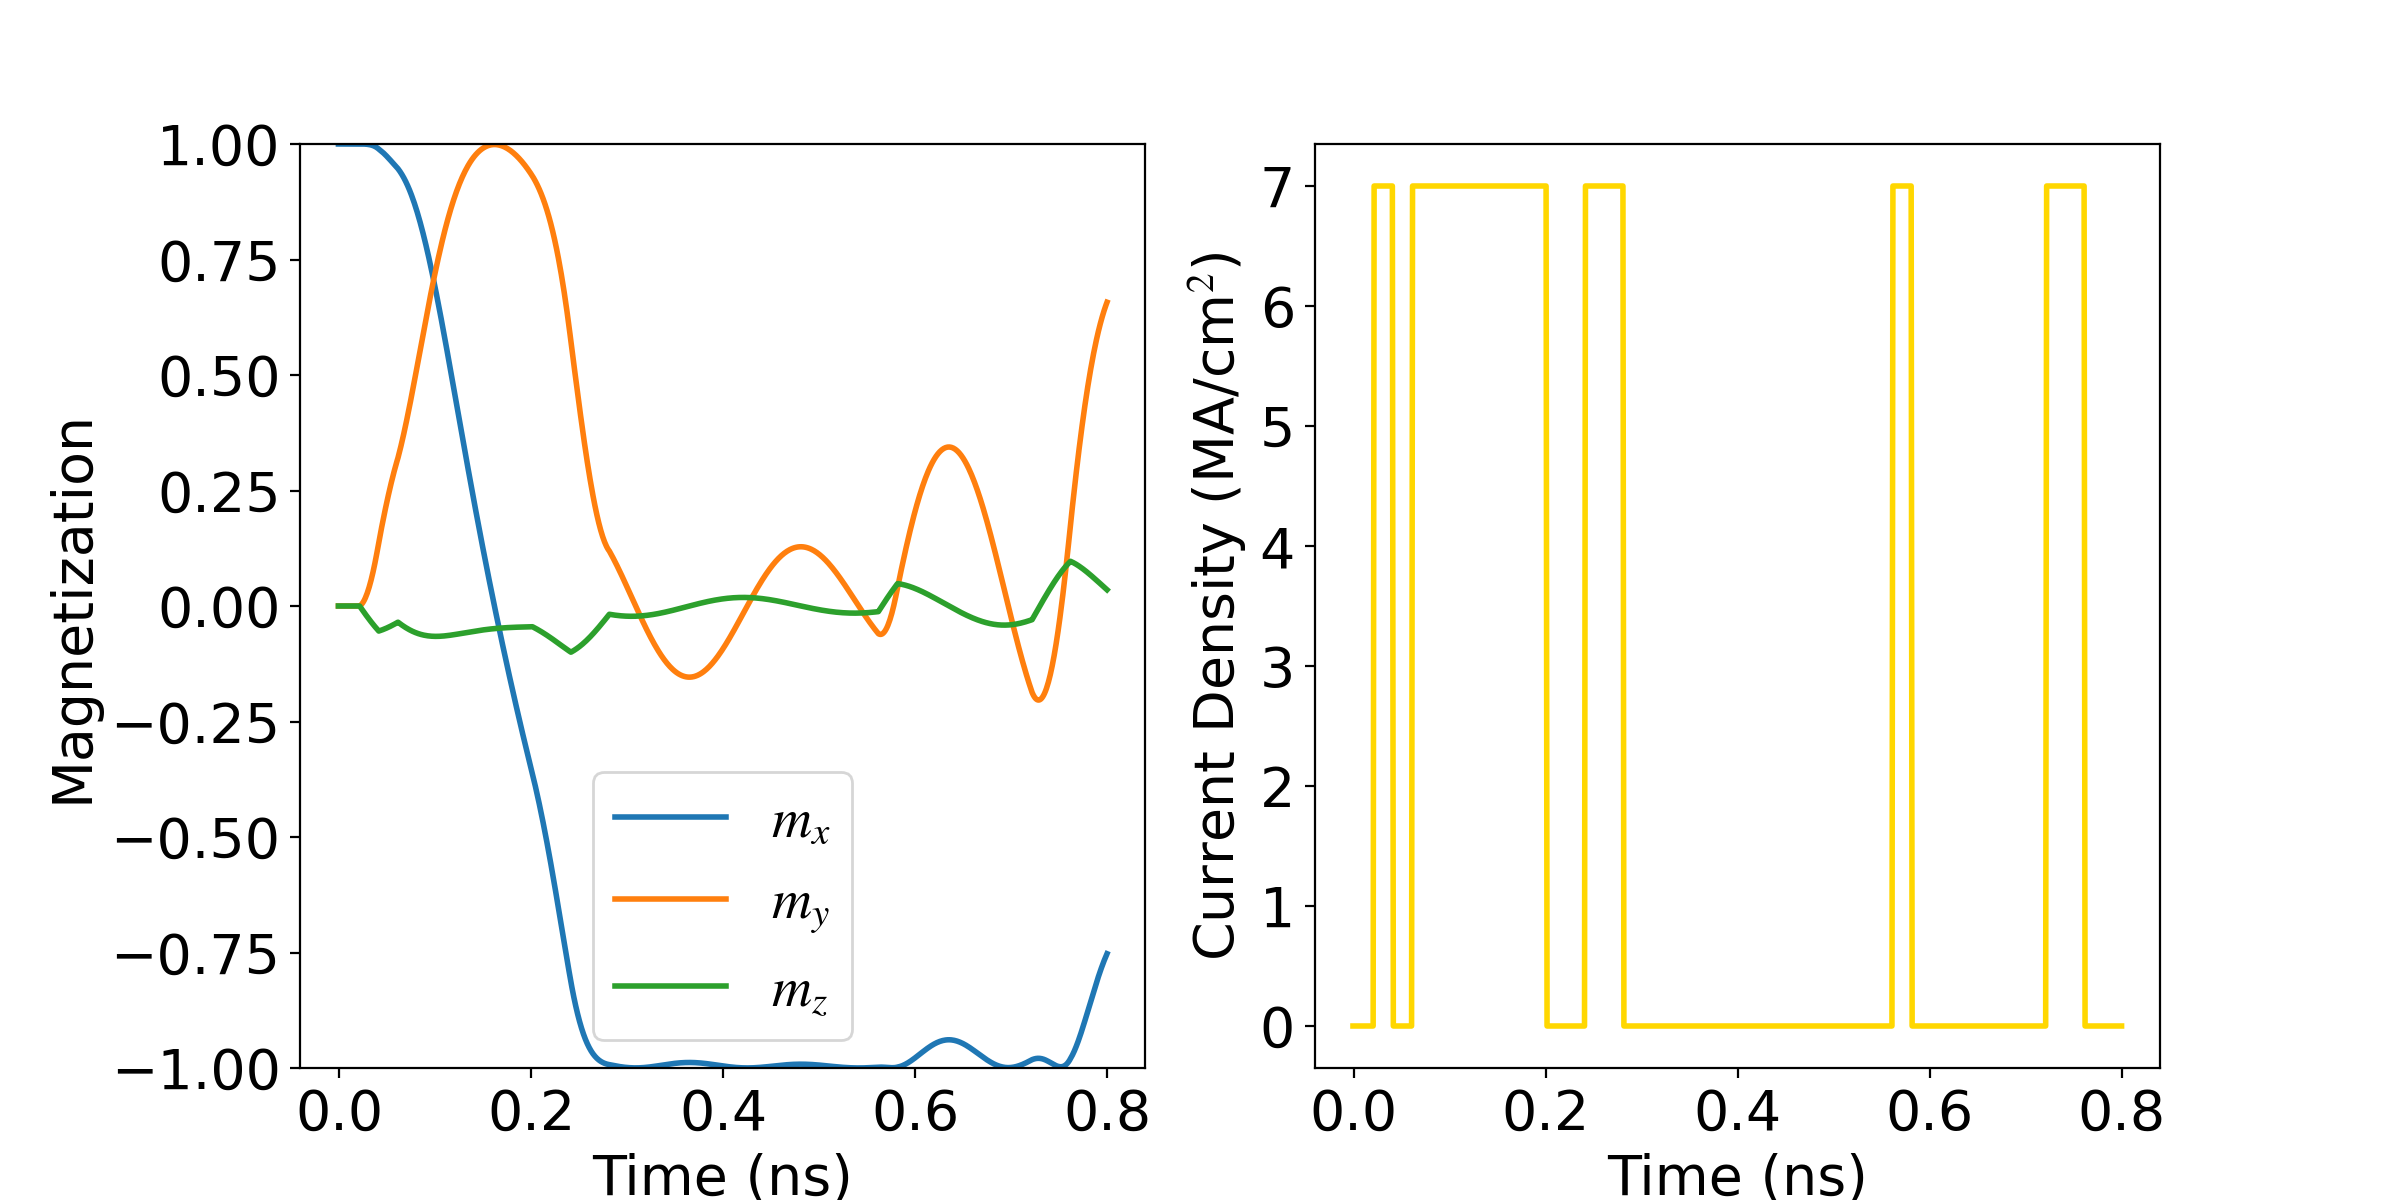 1.00
0.75
0.50
0.25
0.00
−0.25
−0.50
−0.75
−1.00
Magnetization
0.0 0.2 0.4 0.6 0.8
Time (ns)
m_x
m_y
m_z
7
6
5
4
3
2
1
0
Current Density (MA/cm²)
0.0 0.2 0.4 0.6 0.8
Time (ns)